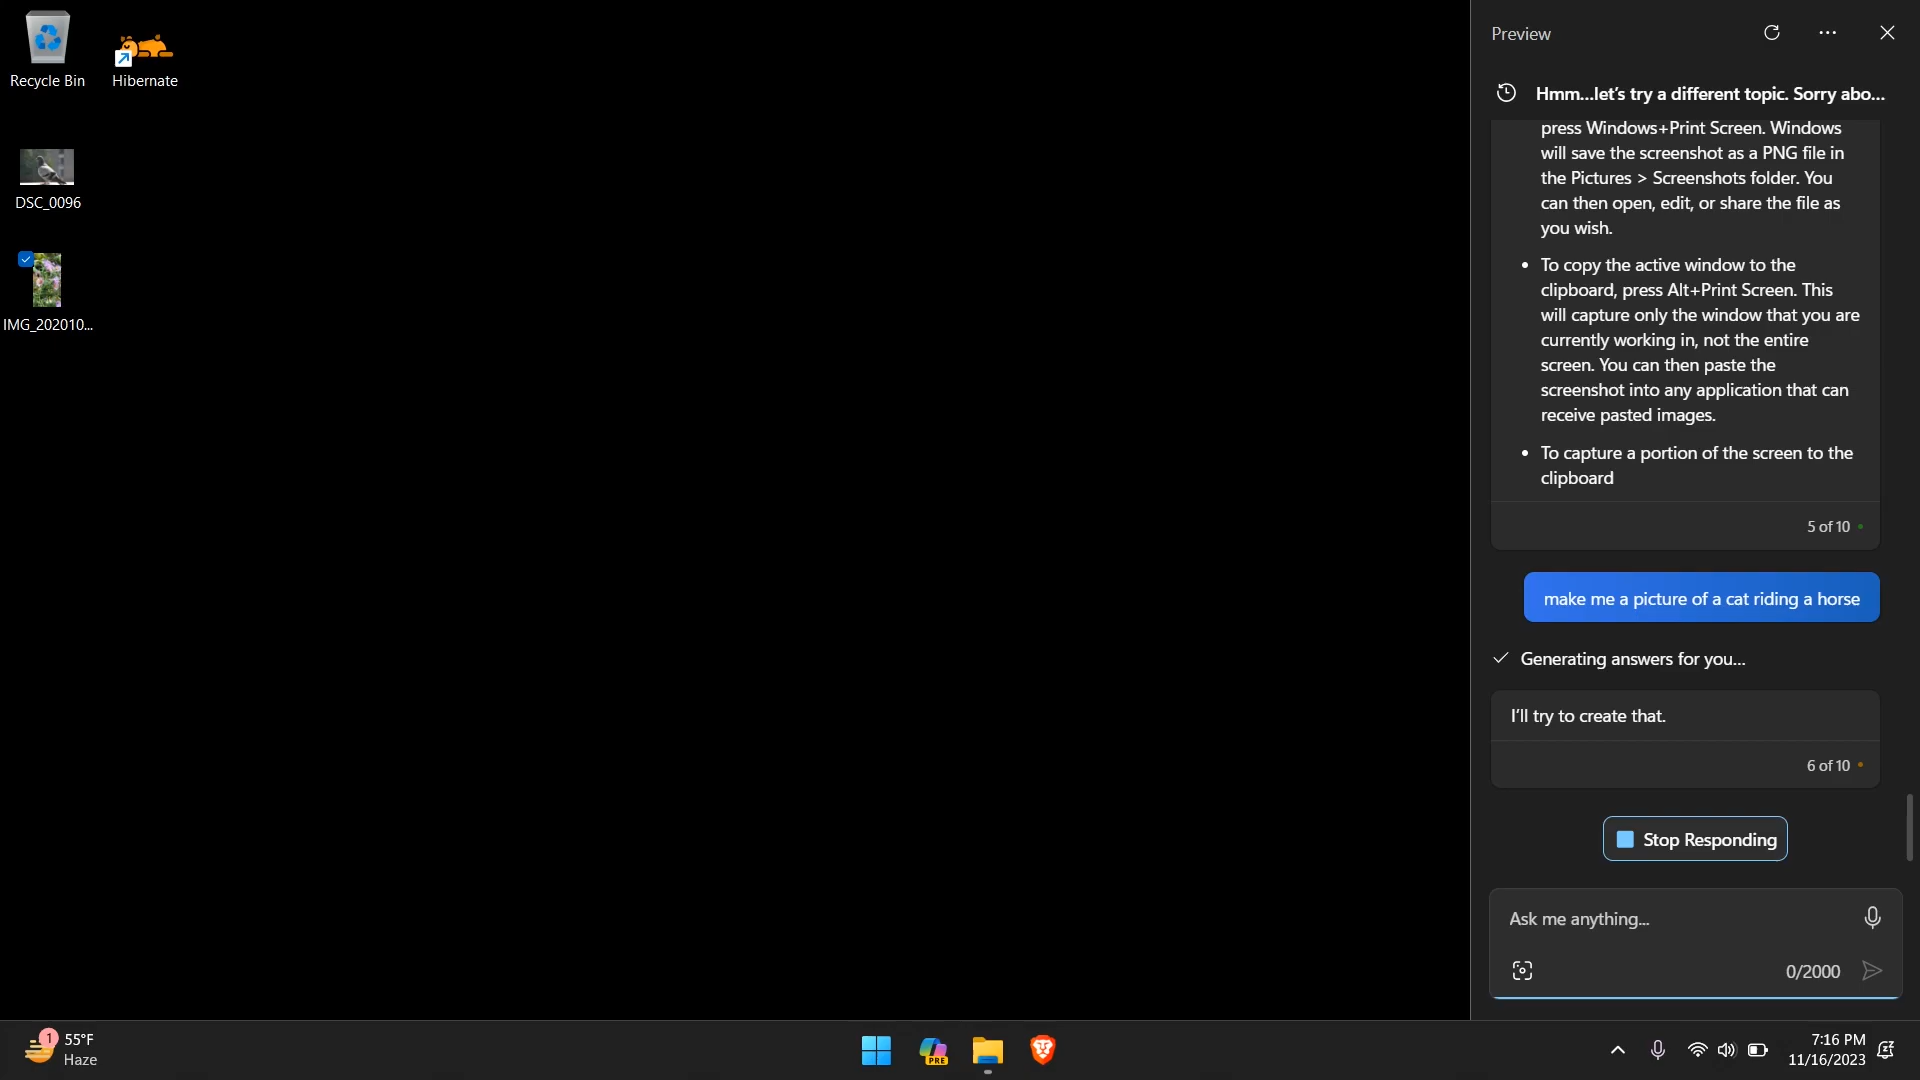 Recycle Bin
Hibernate
DSC_0096
IMG_202010...
Preview
Hmm...let's try a different topic. Sorry abo...
press Windows+Print Screen. Windows
will save the screenshot as a PNG file in
the Pictures > Screenshots folder. You
can then open, edit, or share the file as
you wish.
• To copy the active window to the
clipboard, press Alt+Print Screen. This
will capture only the window that you are
currently working in, not the entire
screen. You can then paste the
screenshot into any application that can
receive pasted images.
• To capture a portion of the screen to the
clipboard
5 of 10
make me a picture of a cat riding a horse
Generating answers for you...
I'll try to create that.
6 of 10
Stop Responding
Ask me anything...
0/2000
1
55°F
Haze
PRE
7:16 PM
11/16/2023